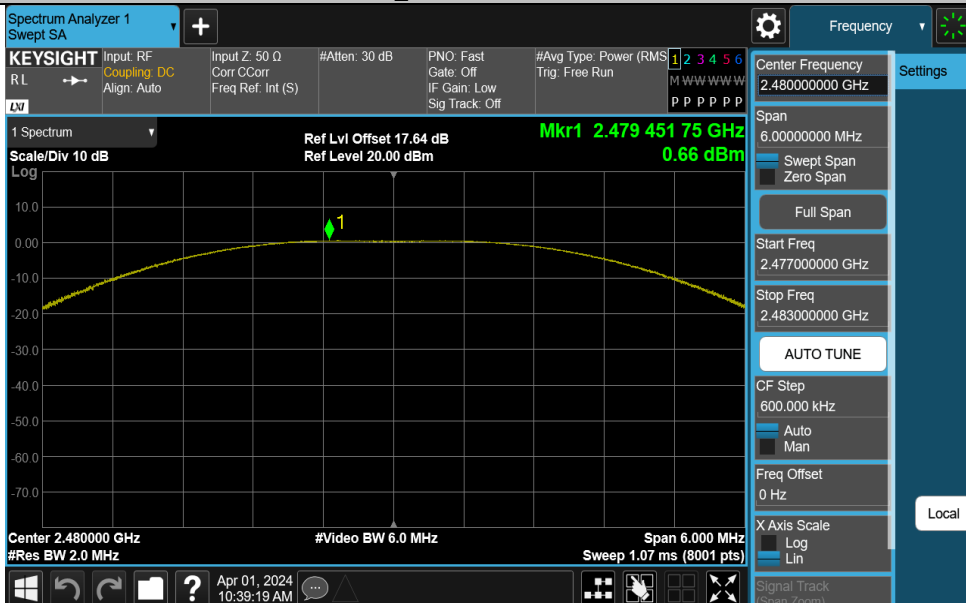 Spectrum Analyzer 1
Swept SA
+
Frequency
KEYSIGHT
R L
LXI
Input: RF
Coupling: DC
Align: Auto
Input Z: 50 Ω
Corr CCorr
Freq Ref: Int (S)
#Atten: 30 dB
PNO: Fast
Gate: Off
IF Gain: Low
Sig Track: Off
#Avg Type: Power (RMS
Trig: Free Run
1 2 3 4 5 6
M W W W W W
P P P P P P
1 Spectrum
Scale/Div 10 dB
Log
Ref Lvl Offset 17.64 dB
Ref Level 20.00 dBm
Mkr1 2.479 451 75 GHz
0.66 dBm
1
10.0
0.00
-10.0
-20.0
-30.0
-40.0
-50.0
-60.0
-70.0
Center 2.480000 GHz
#Res BW 2.0 MHz
#Video BW 6.0 MHz
Span 6.000 MHz
Sweep 1.07 ms (8001 pts)
?
Apr 01, 2024
10:39:19 AM
Center Frequency
2.480000000 GHz
Span
6.00000000 MHz
Swept Span
Zero Span
Full Span
Start Freq
2.477000000 GHz
Stop Freq
2.483000000 GHz
AUTO TUNE
CF Step
600.000 kHz
Auto
Man
Freq Offset
0 Hz
X Axis Scale
Log
Lin
Signal Track
(Span Zoom)
Settings
Local